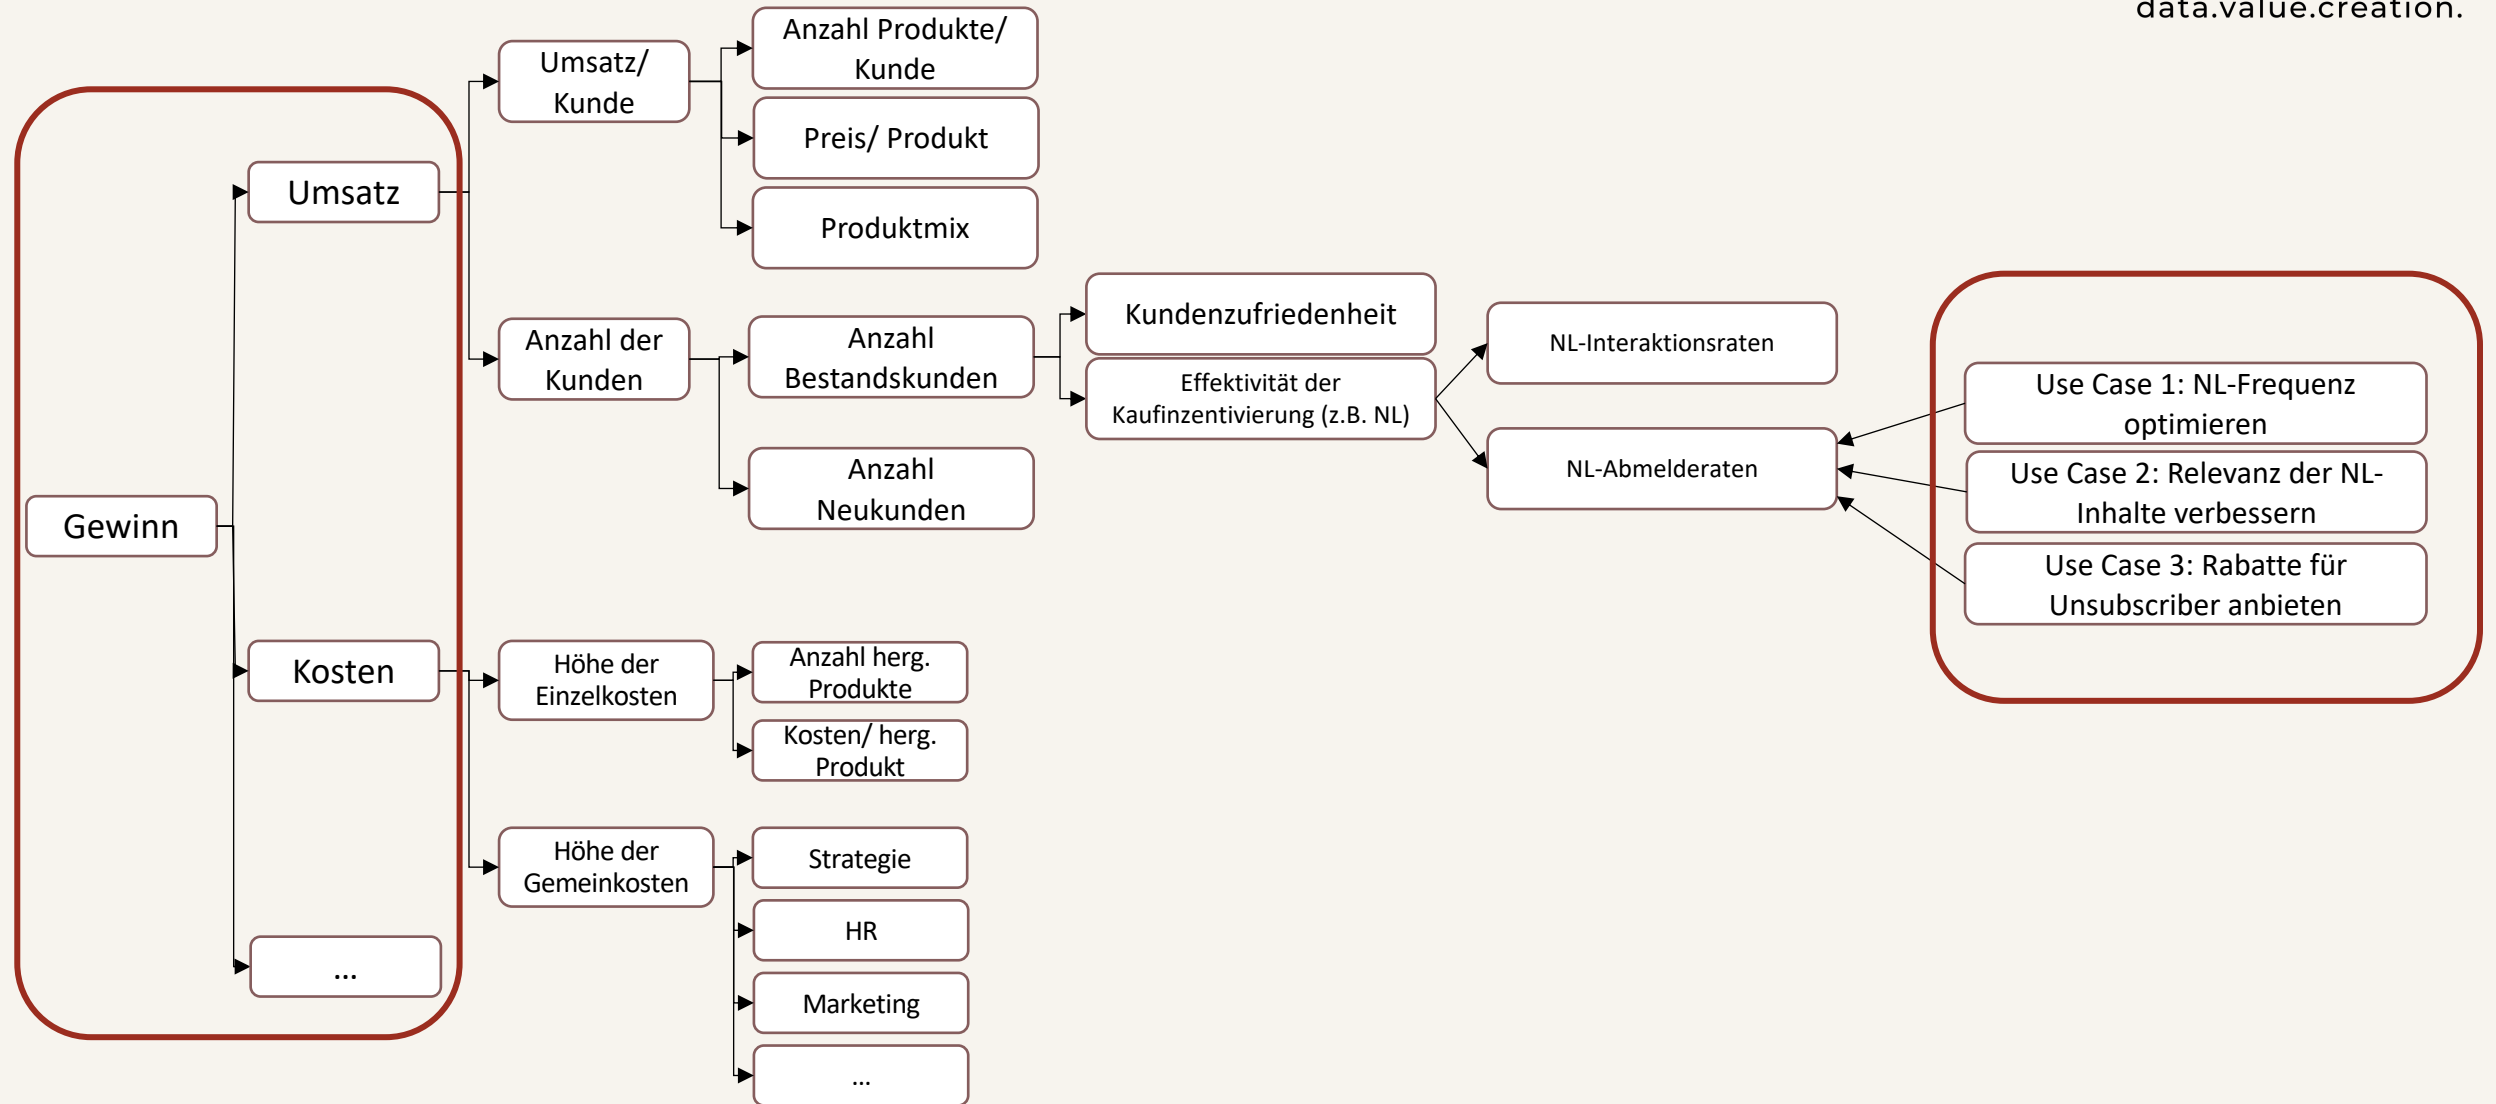 data.value.creation.
Anzahl Produkte/
Kunde
Umsatz/
Kunde
Preis/ Produkt
Umsatz
Produktmix
Kundenzufriedenheit
Anzahl der
Kunden
Anzahl
Bestandskunden
NL-Interaktionsraten
Effektivität der
Kaufinzentivierung (z.B. NL)
Use Case 1: NL-Frequenz
optimieren
NL-Abmelderaten
Use Case 2: Relevanz der NL-
Inhalte verbessern
Anzahl
Neukunden
Gewinn
Use Case 3: Rabatte für
Unsubscriber anbieten
Kosten
Höhe der
Einzelkosten
Anzahl herg.
Produkte
Kosten/ herg.
Produkt
Höhe der
Gemeinkosten
Strategie
HR
...
Marketing
...